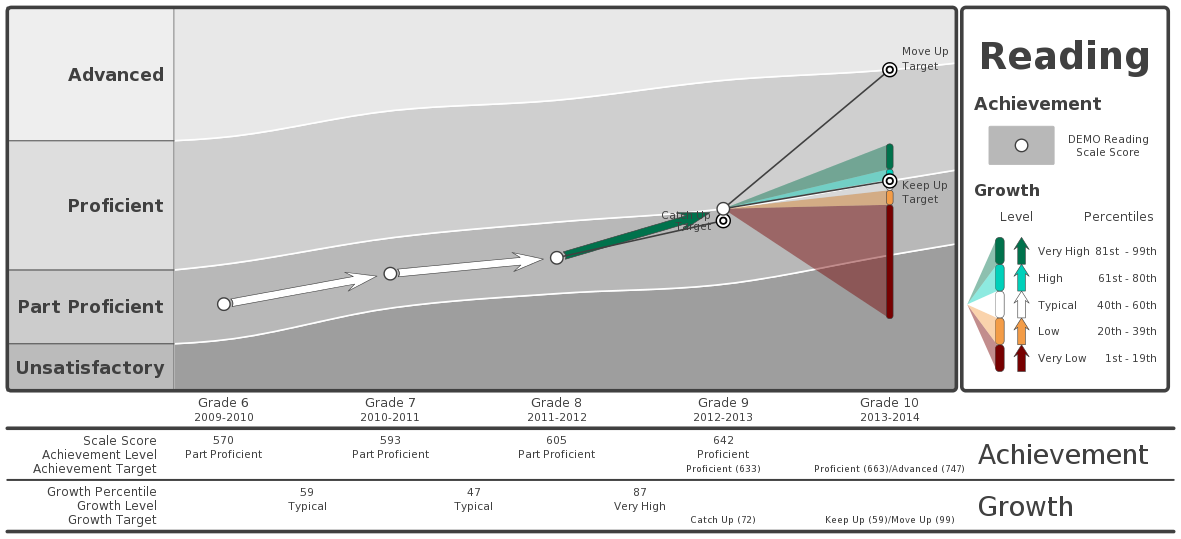 Advanced
Proficient
Part Proficient
Unsatisfactory
Move Up
Target
Keep Up
Target
Catch Up
Target
Reading
Achievement
DEMO Reading
Scale Score
Growth
Level Percentiles
Very High 81st - 99th
High 61st - 80th
Typical 40th - 60th
Low 20th - 39th
Very Low 1st - 19th
Grade 6 Grade 7 Grade 8 Grade 9 Grade 10
2009-2010 2010-2011 2011-2012 2012-2013 2013-2014
Scale Score 570 593 605 642
Achievement Level Part Proficient Part Proficient Part Proficient Proficient
Achievement Target Proficient (633) Proficient (663)/Advanced (747)
Achievement
Growth Percentile 59 47 87
Growth Level Typical Typical Very High
Growth Target Catch Up (72) Keep Up (59)/Move Up (99)
Growth